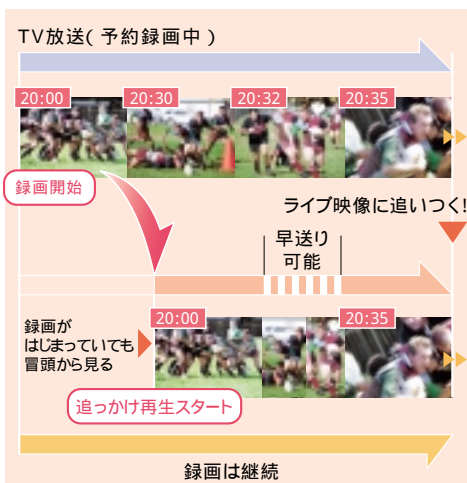 TV放送(予約録画中)
20:00
20:30
20:32
20:35
録画開始
ライブ映像に追いつく!
早送り
可能
録画が
はじまっていても
冒頭から見る
20:00
20:35
追っかけ再生スタート
録画は継続